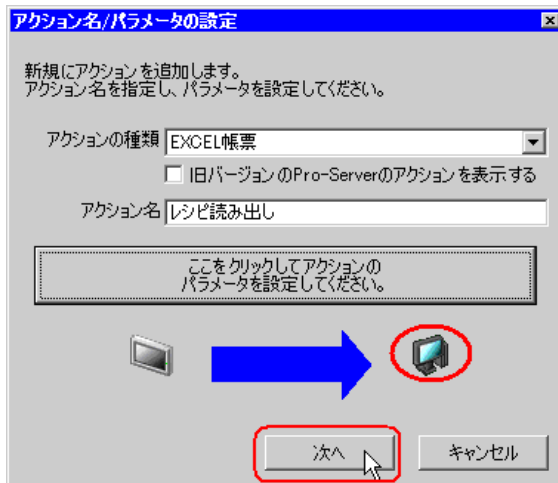 アクション名/パラメータの設定
新規にアクションを追加します。
アクション名を指定し、パラメータを設定してください。
アクションの種類 EXCEL帳票
旧バージョンのPro-Serverのアクションを表示する
アクション名 レシピ読み出し
ここをクリックしてアクションの
パラメータを設定してください。
次へ キャンセル